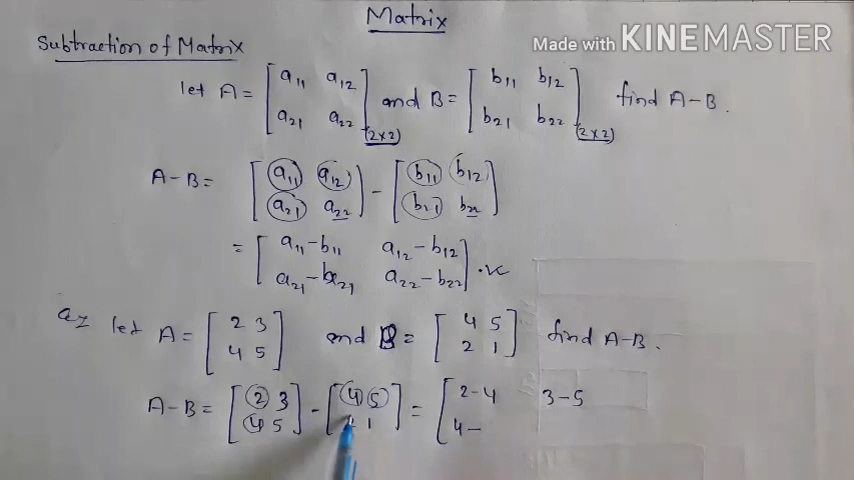 Matrix
Made with KINEMASTER
Subtraction of Matrix
let A = [a₁₁ a₁₂ and B = [b₁₁ b₁₂ find A-B.
a₂₁ a₂₂](2×2) b₂₁ b₂₂](2×2)
A-B = [a₁₁ a₁₂ - [b₁₁ b₁₂
a₂₁ a₂₂] b₂₁ b₂₂]
= [a₁₁-b₁₁ a₁₂-b₁₂
a₂₁-b₂₁ a₂₂-b₂₂]
let A = [2 3 and B = [4 5 find A-B.
4 5] 2 1]
A-B = [2 3 - [4 5 = [2-4 3-5
4 5] 2 1] 4-